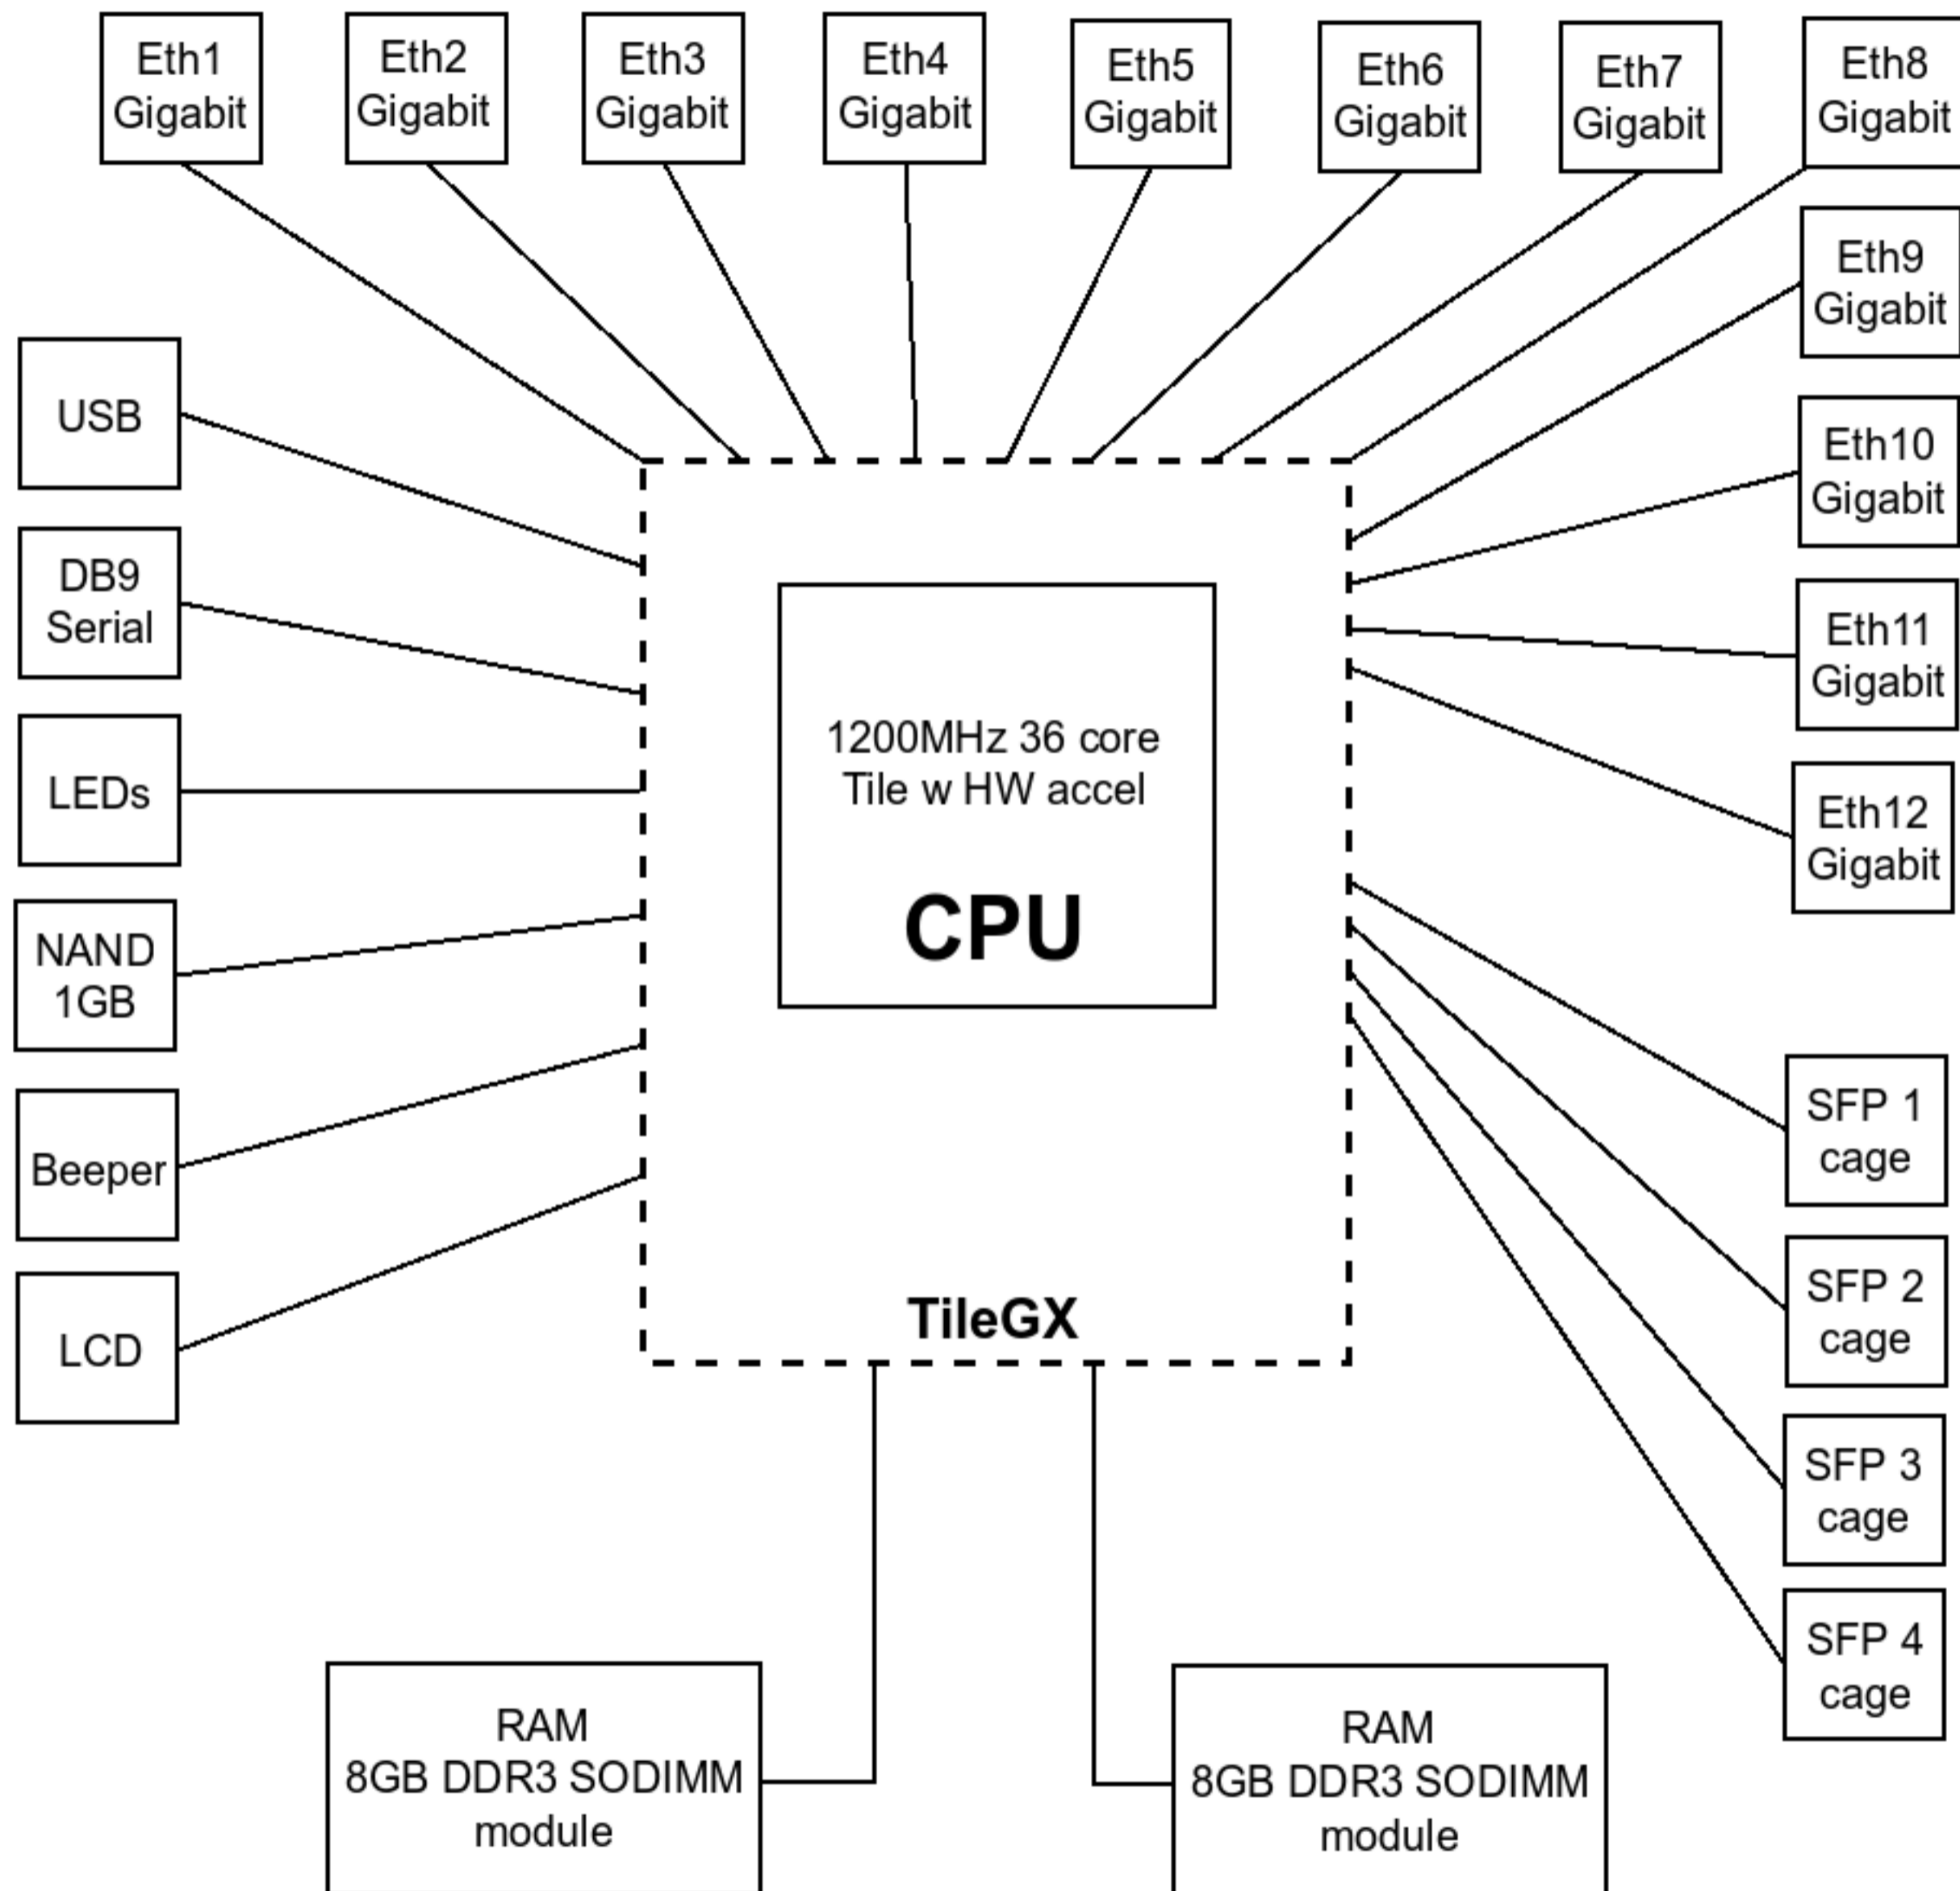 Eth1
Gigabit
Eth2
Gigabit
Eth3
Gigabit
Eth4
Gigabit
Eth5
Gigabit
Eth6
Gigabit
Eth7
Gigabit
Eth8
Gigabit
Eth9
Gigabit
Eth10
Gigabit
Eth11
Gigabit
Eth12
Gigabit
USB
DB9
Serial
LEDs
NAND
1GB
Beeper
LCD
1200MHz 36 core
Tile w HW accel
CPU
TileGX
SFP 1
cage
SFP 2
cage
SFP 3
cage
SFP 4
cage
RAM
8GB DDR3 SODIMM
module
RAM
8GB DDR3 SODIMM
module